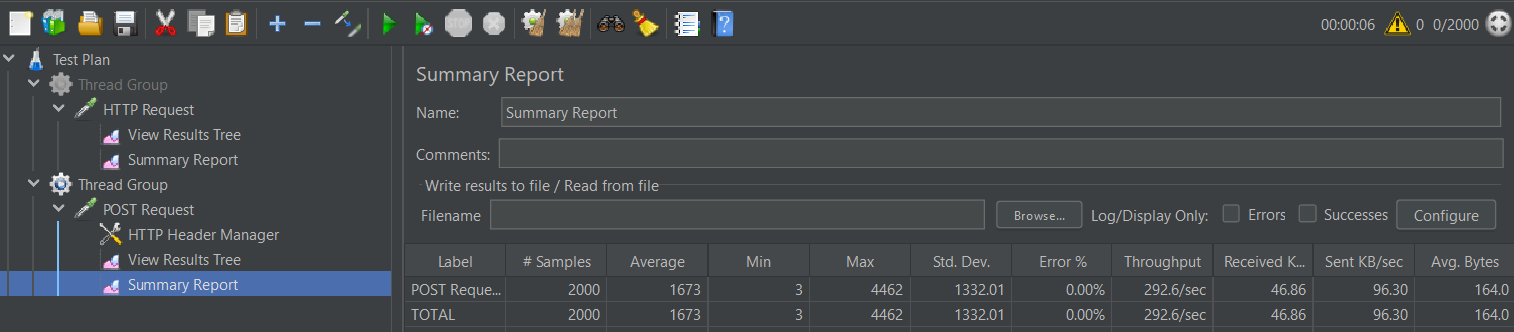 00:00:06 0 0/2000
Test Plan
Thread Group
HTTP Request
View Results Tree
Summary Report
Thread Group
POST Request
HTTP Header Manager
View Results Tree
Summary Report
Summary Report
Name: Summary Report
Comments:
Write results to file / Read from file
Filename Browse... Log/Display Only: Errors Successes Configure
Label # Samples Average Min Max Std. Dev. Error % Throughput Received K... Sent KB/sec Avg. Bytes
POST Reque... 2000 1673 3 4462 1332.01 0.00% 292.6/sec 46.86 96.30 164.0
TOTAL 2000 1673 3 4462 1332.01 0.00% 292.6/sec 46.86 96.30 164.0